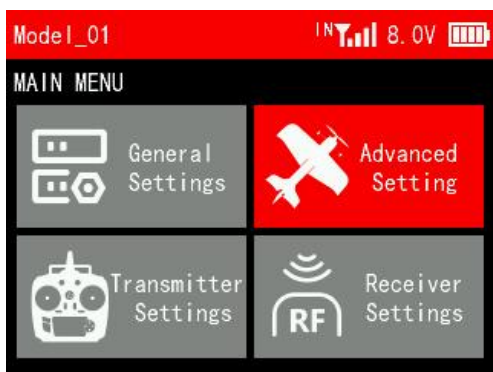 Model_01 IN 8.0V
MAIN MENU
General
Settings
Advanced
Setting
Transmitter
Settings
RF
Receiver
Settings